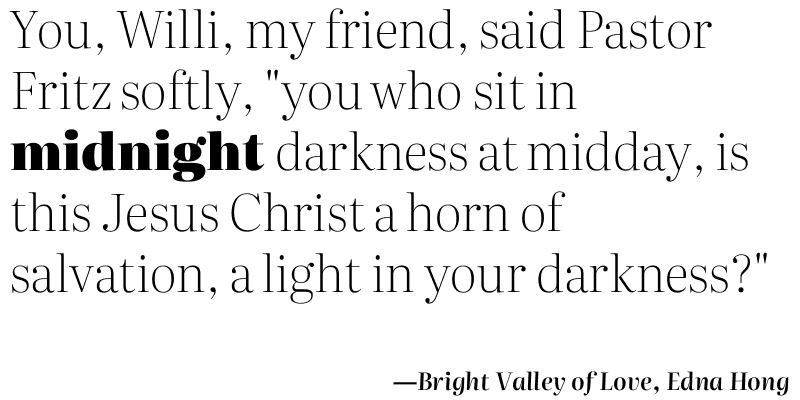 You, Willi, my friend, said Pastor
Fritz softly, "you who sit in
midnight darkness at midday, is
this Jesus Christ a horn of
salvation, a light in your darkness?"
—Bright Valley of Love, Edna Hong